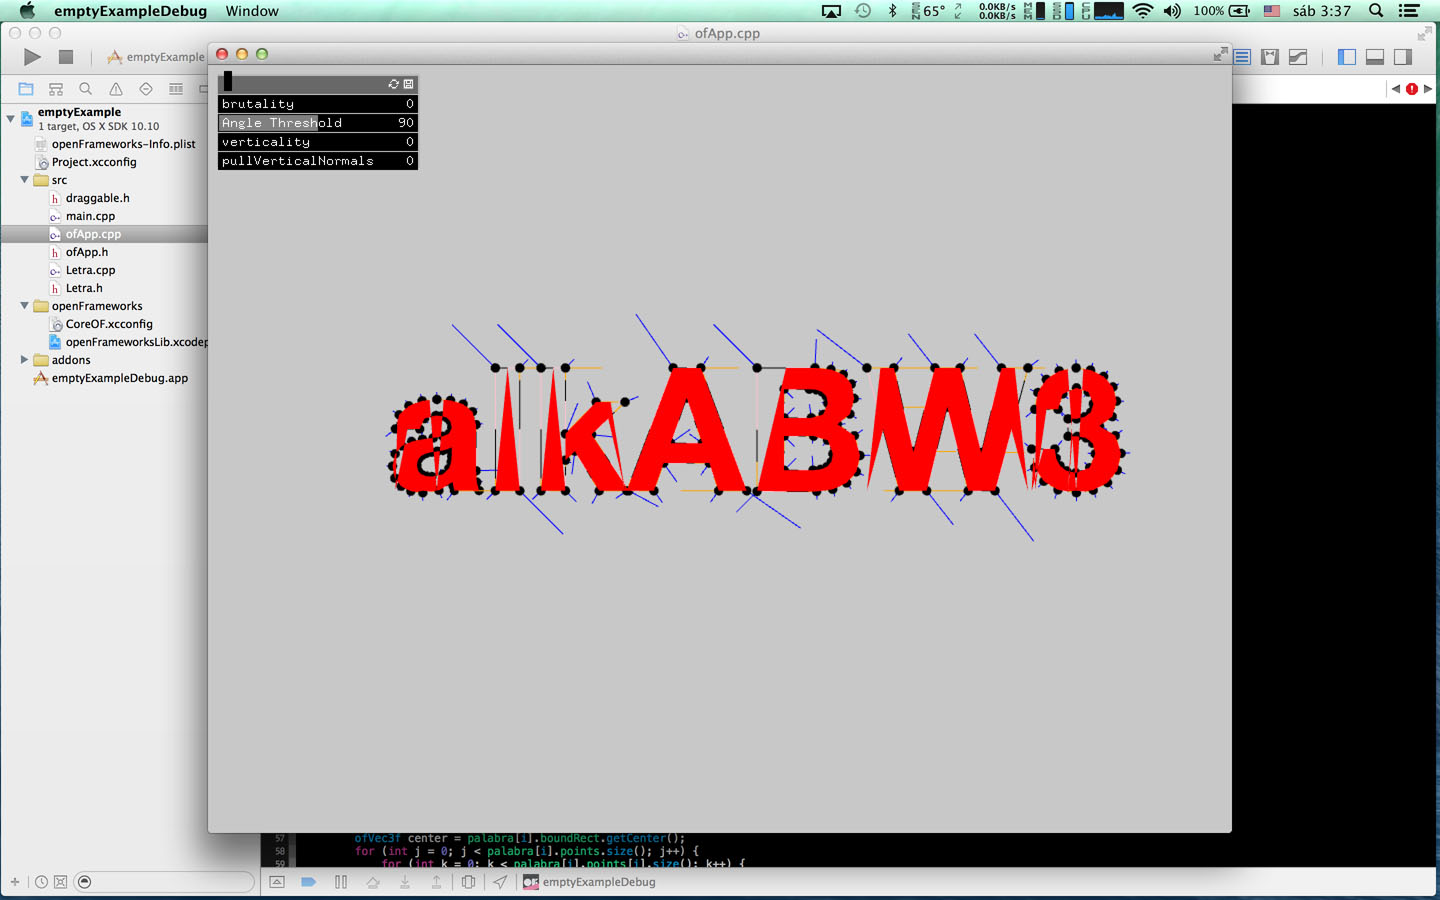 emptyExampleDebug Window
65° 0.0KB/s 0.0KB/s 100% sáb 3:37
ofApp.cpp
emptyExample
emptyExample
1 target, OS X SDK 10.10
openFrameworks-Info.plist
Project.xcconfig
src
draggable.h
main.cpp
ofApp.cpp
ofApp.h
Letra.cpp
Letra.h
openFrameworks
CoreOF.xcconfig
openFrameworksLib.xcodep
addons
emptyExampleDebug.app
brutality 0
Angle Threshold 90
verticality 0
pullVerticalNormals 0
alkABW3
57 ofVec3f center = palabra[i].boundRect.getCenter();
58 for (int j = 0; j < palabra[i].points.size(); j++) {
59 for (int k = 0; k < palabra[i].points[i].size(); k++) {
emptyExampleDebug